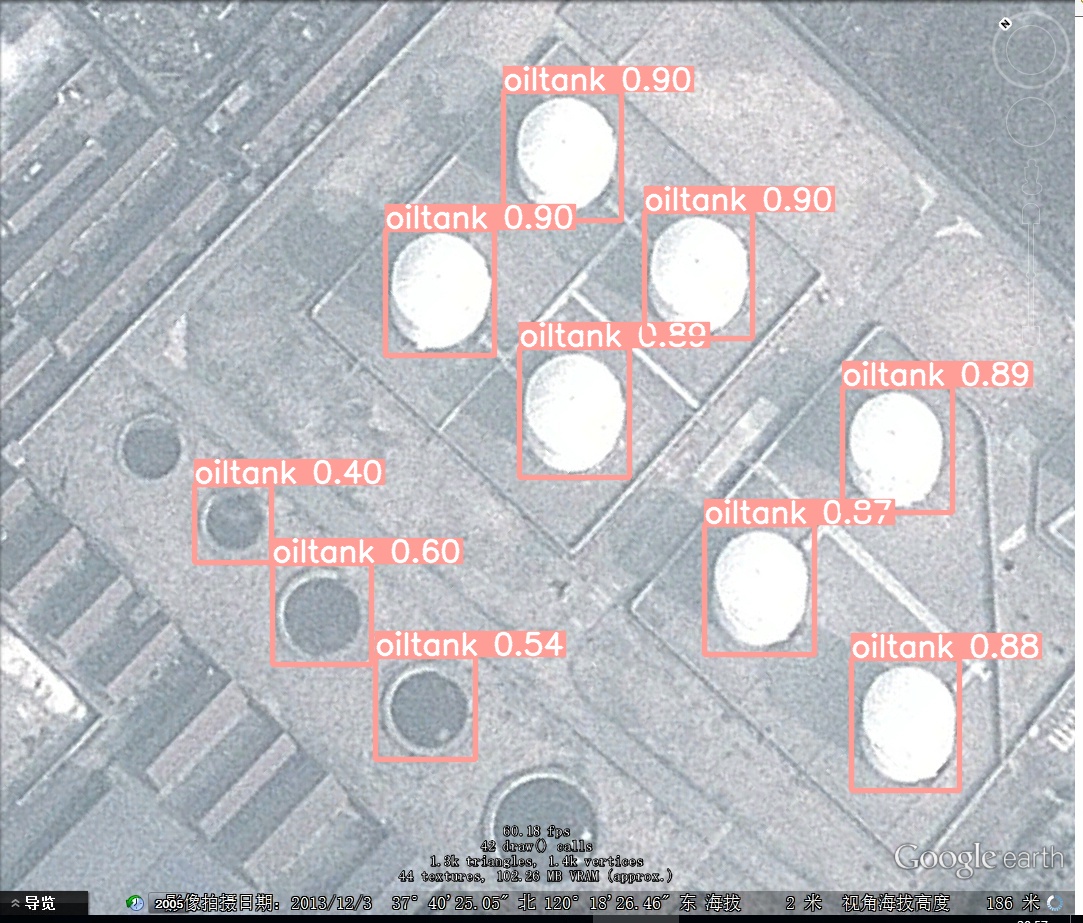 N
oiltank 0.90
oiltank 0.90
oiltank 0.90
oiltank 0.89
oiltank 0.89
oiltank 0.40
oiltank 0.87
oiltank 0.60
oiltank 0.54
oiltank 0.88
60.18 fps
42 draw() calls
1.3k triangles, 1.4k vertices
44 textures, 102.26 MB VRAM (approx.)
Google earth
导览 2005 影像拍摄日期: 2013/12/3 37° 40′25.05″ 北 120° 18′26.46″ 东 海拔 2 米 视角海拔高度 186 米